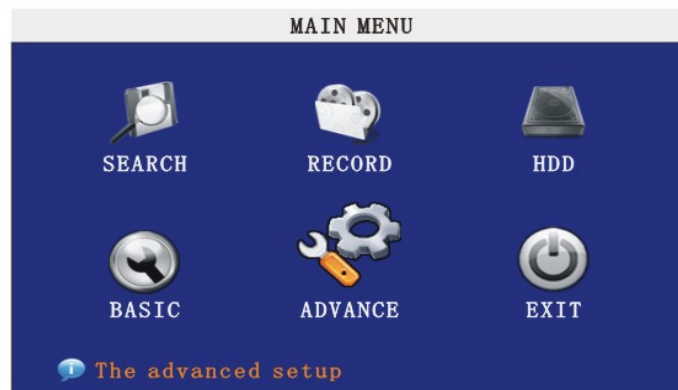 MAIN MENU
SEARCH RECORD HDD
BASIC ADVANCE EXIT
The advanced setup